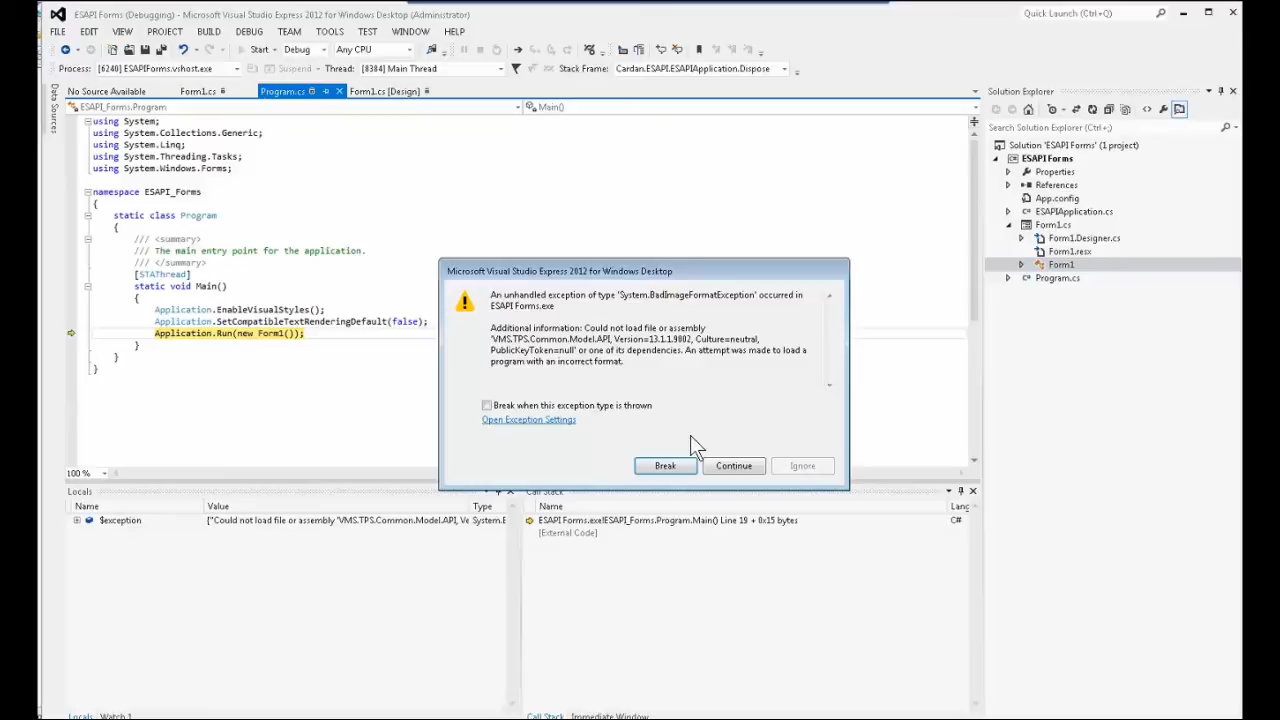 ESAPI Forms (Debugging) - Microsoft Visual Studio Express 2012 for Windows Desktop (Administrator)
Quick Launch (Ctrl+Q)
FILE EDIT VIEW PROJECT BUILD DEBUG TEAM TOOLS TEST WINDOW HELP
Start Debug Any CPU
Process: [6240] ESAPIForms.vshost.exe Suspend Thread: [8384] Main Thread Stack Frame: Cardan.ESAPI.ESAPIApplication.Dispose
Data Sources
No Source Available Form1.cs Program.cs Form1.cs [Design]
ESAPI_Forms.Program Main()
using System;
using System.Collections.Generic;
using System.Linq;
using System.Threading.Tasks;
using System.Windows.Forms;
namespace ESAPI_Forms
{
static class Program
{
/// <summary>
/// The main entry point for the application.
/// </summary>
[STAThread]
static void Main()
{
Application.EnableVisualStyles();
Application.SetCompatibleTextRenderingDefault(false);
Application.Run(new Form1());
}
}
}
100 %
Microsoft Visual Studio Express 2012 for Windows Desktop
An unhandled exception of type 'System.BadImageFormatException' occurred in
ESAPI Forms.exe
Additional information: Could not load file or assembly
'VMS.TPS.Common.Model.API, Version=13.1.1.9802, Culture=neutral,
PublicKeyToken=null' or one of its dependencies. An attempt was made to load a
program with an incorrect format.
Break when this exception type is thrown
Open Exception Settings
Break Continue Ignore
Solution Explorer
Search Solution Explorer (Ctrl+;)
Solution 'ESAPI Forms' (1 project)
ESAPI Forms
Properties
References
App.config
ESAPIApplication.cs
Form1.cs
Form1.Designer.cs
Form1.resx
Form1
Program.cs
Locals
Name Value Type
$exception {"Could not load file or assembly 'VMS.TPS.Common.Model.API, Ve System.E
Call Stack
Name Lang
ESAPI Forms.exe!ESAPI_Forms.Program.Main() Line 19 + 0x15 bytes C#
[External Code]
Locals Watch 1
Call Stack Immediate Window